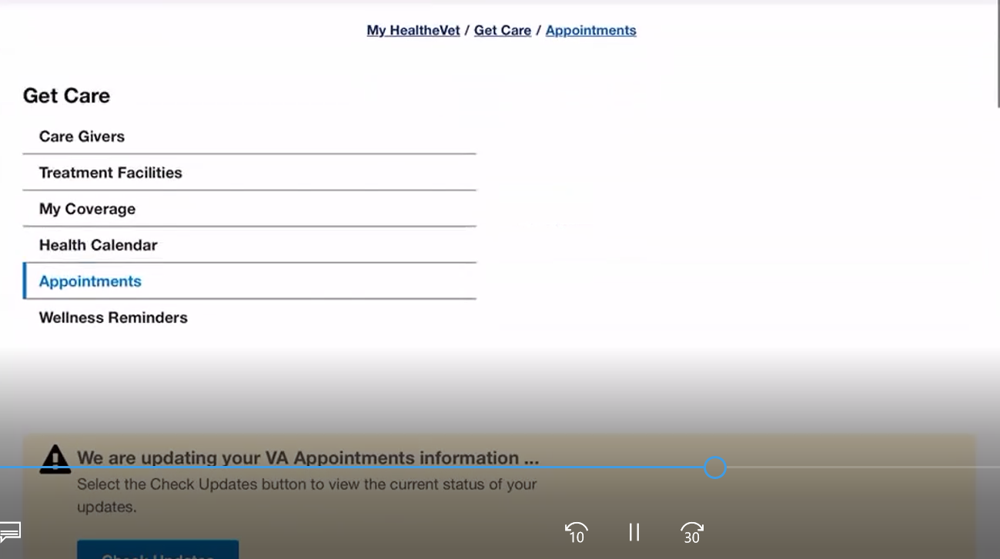 My HealtheVet / Get Care / Appointments
Get Care
Care Givers
Treatment Facilities
My Coverage
Health Calendar
Appointments
Wellness Reminders
We are updating your VA Appointments information ...
Select the Check Updates button to view the current status of your
updates.
Check Updates
10
30